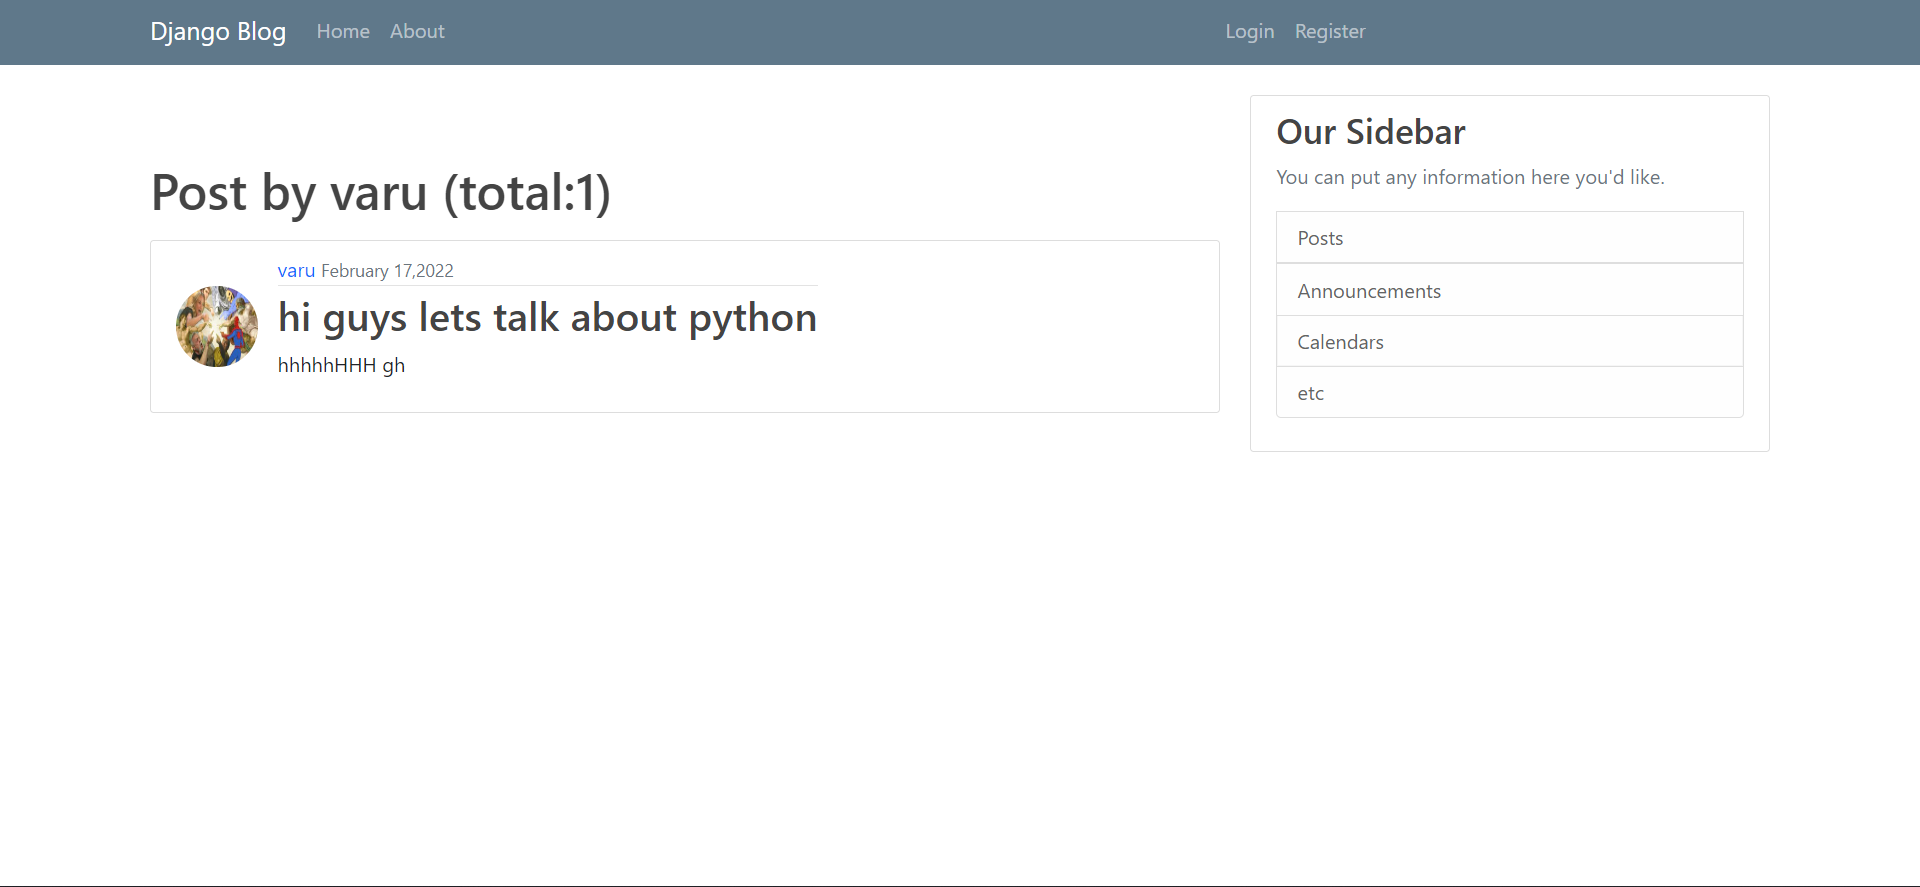 Django Blog Home About Login Register
Post by varu (total:1)
varu February 17,2022
hi guys lets talk about python
hhhhhHHH gh
Our Sidebar
You can put any information here you'd like.
Posts
Announcements
Calendars
etc